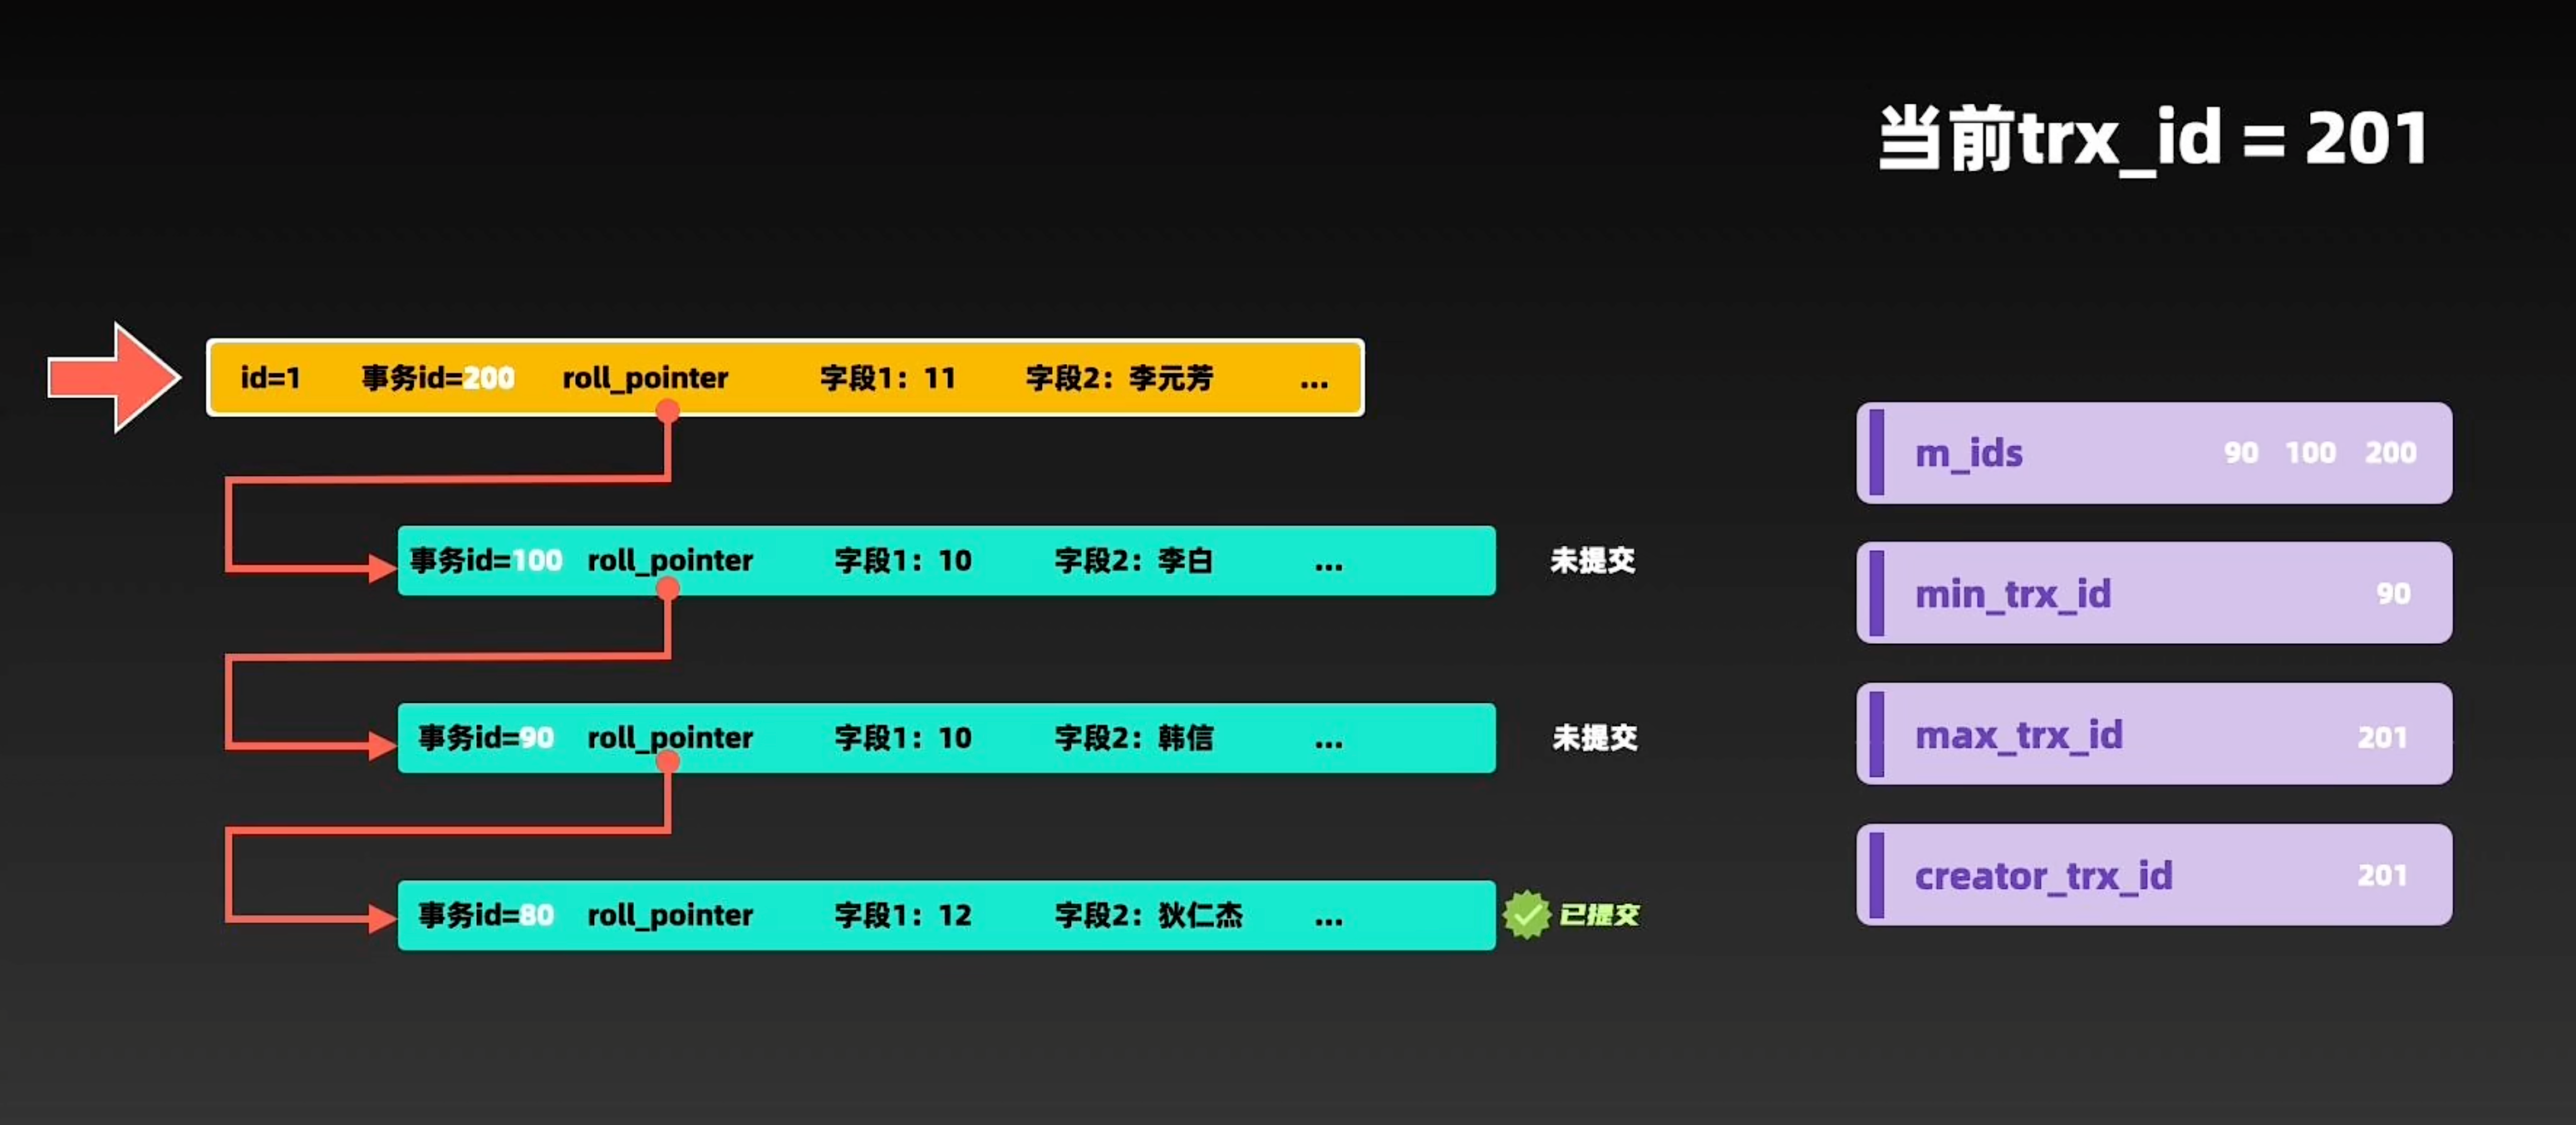 当前trx_id = 201
id=1 事务id=200 roll_pointer 字段1：11 字段2：李元芳 ...
事务id=100 roll_pointer 字段1：10 字段2：李白 ... 未提交
事务id=90 roll_pointer 字段1：10 字段2：韩信 ... 未提交
事务id=80 roll_pointer 字段1：12 字段2：狄仁杰 ... 已提交
m_ids 90 100 200
min_trx_id 90
max_trx_id 201
creator_trx_id 201